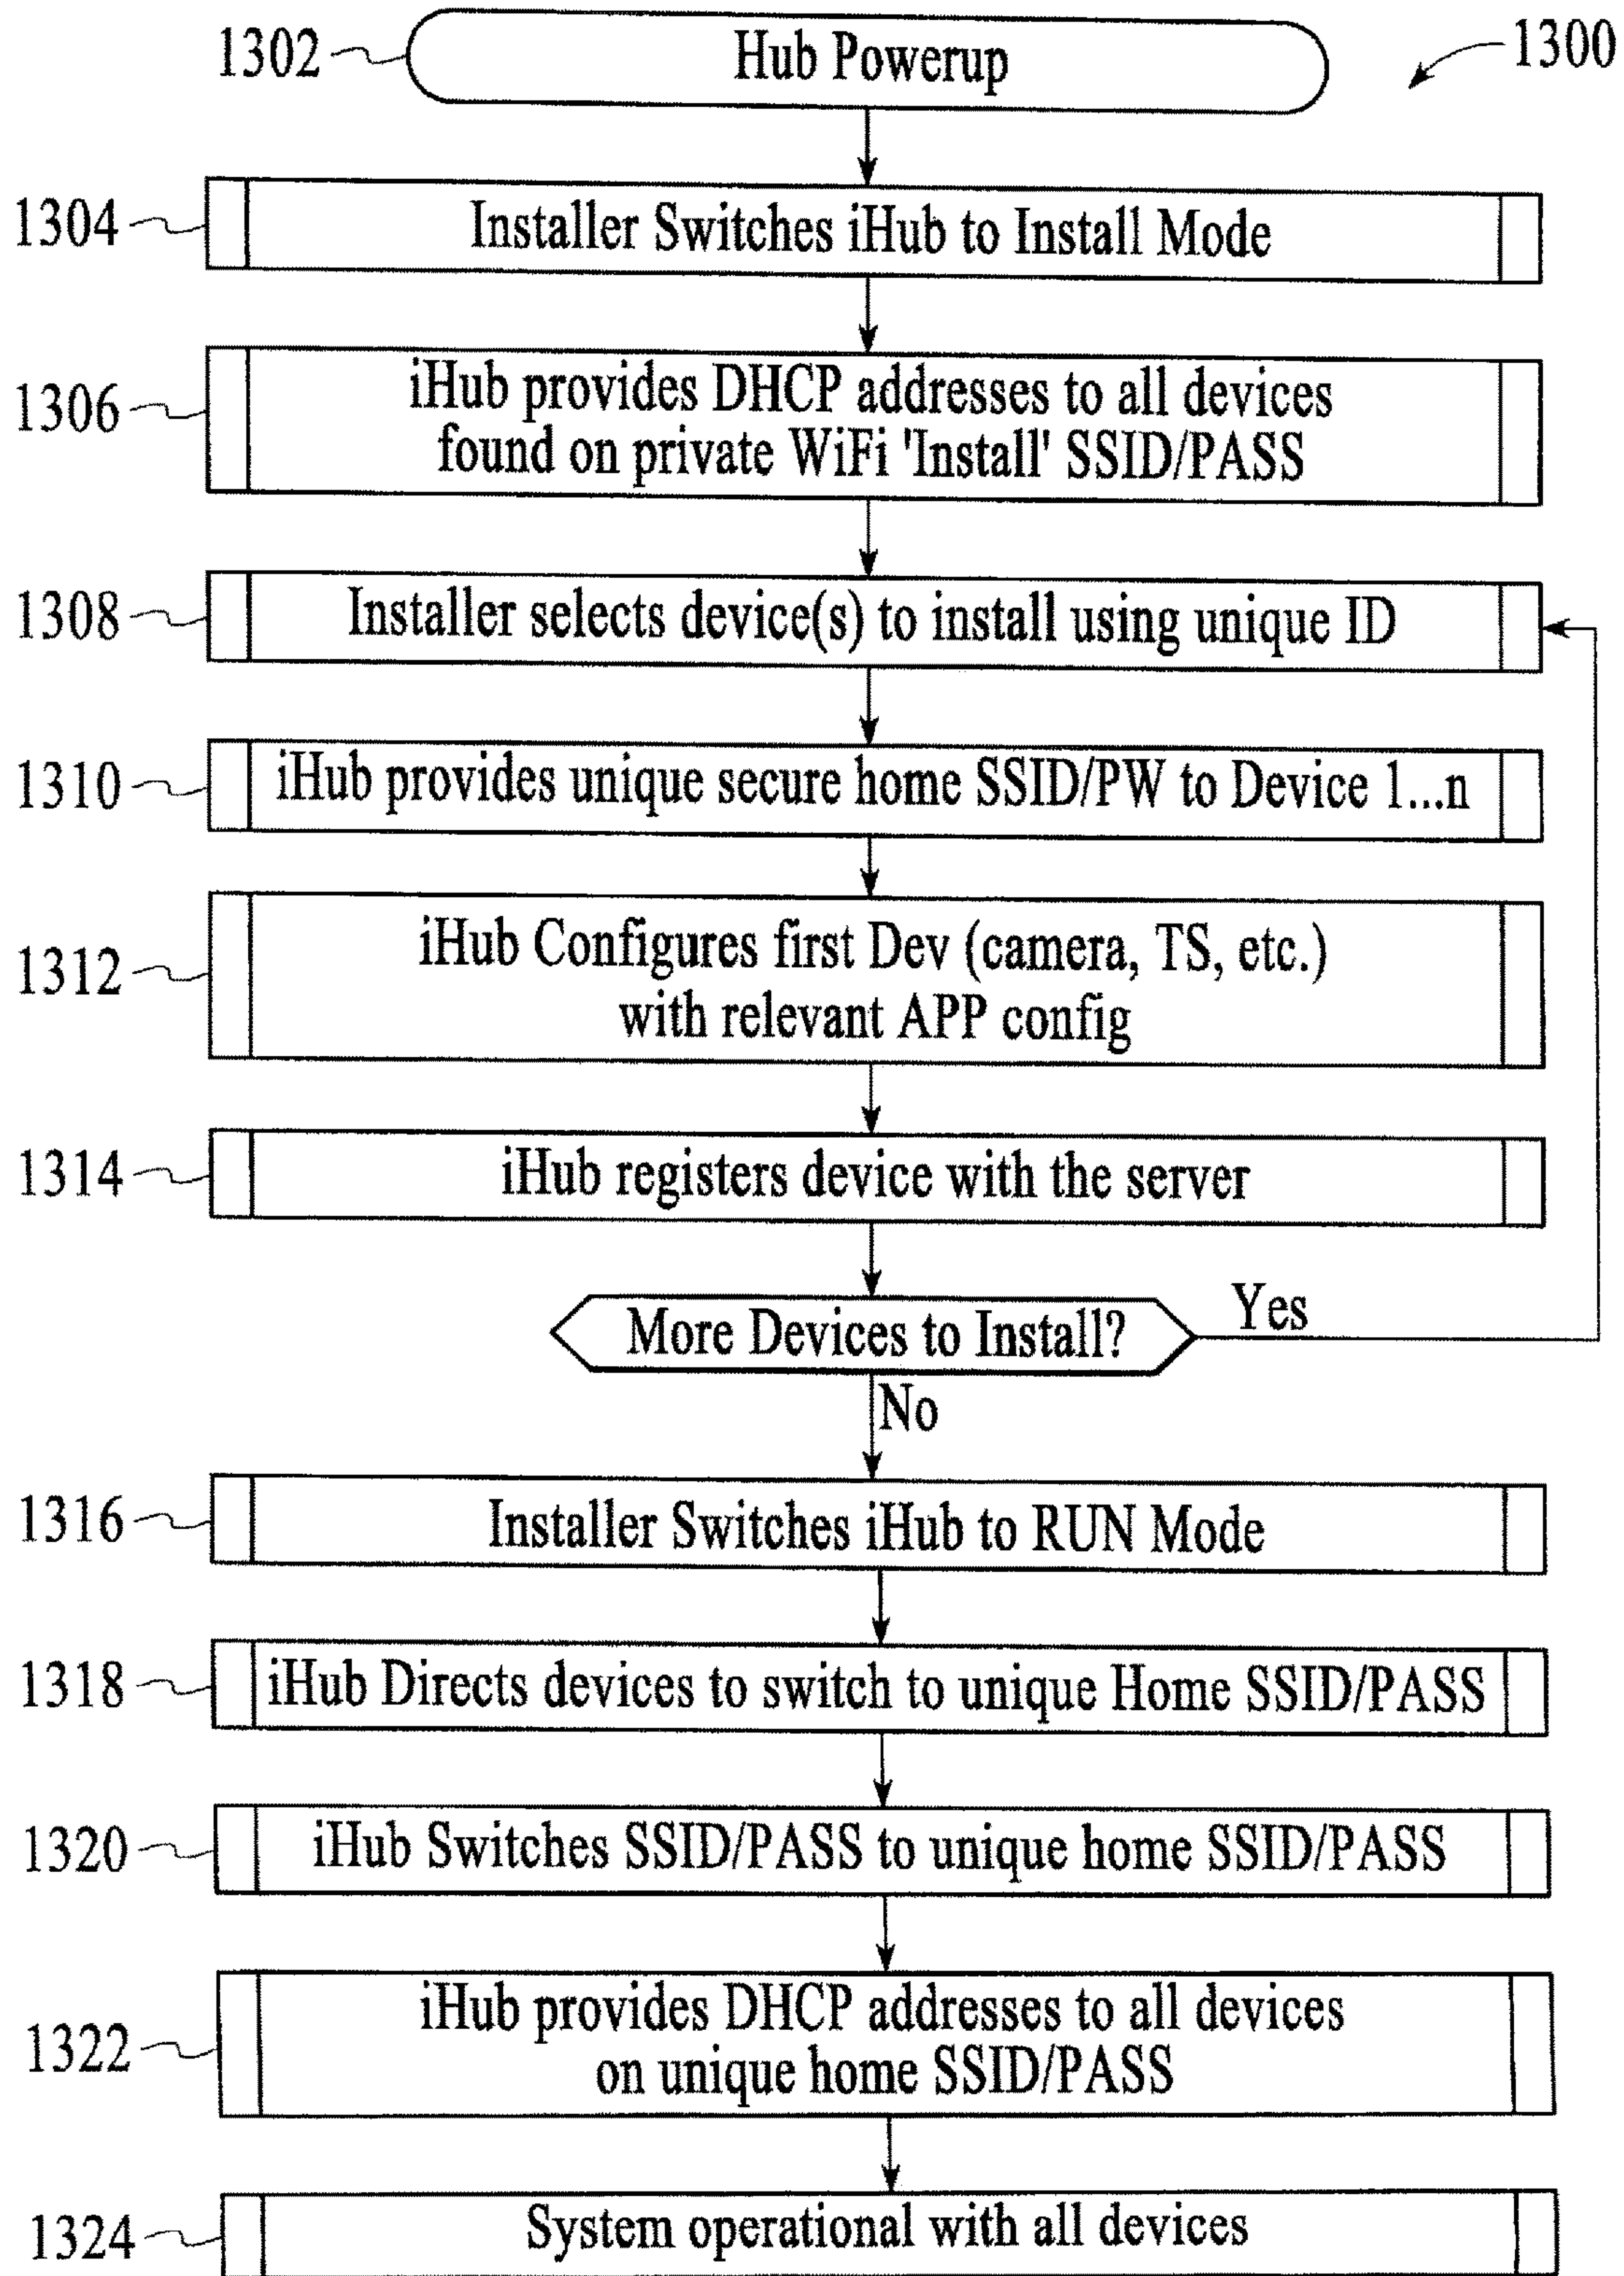 1300
1302
Hub Powerup
1304
Installer Switches iHub to Install Mode
1306
iHub provides DHCP addresses to all devices
found on private WiFi 'Install' SSID/PASS
1308
Installer selects device(s) to install using unique ID
1310
iHub provides unique secure home SSID/PW to Device 1...n
1312
iHub Configures first Dev (camera, TS, etc.)
with relevant APP config
1314
iHub registers device with the server
More Devices to Install?
Yes
No
1316
Installer Switches iHub to RUN Mode
1318
iHub Directs devices to switch to unique Home SSID/PASS
1320
iHub Switches SSID/PASS to unique home SSID/PASS
1322
iHub provides DHCP addresses to all devices
on unique home SSID/PASS
1324
System operational with all devices